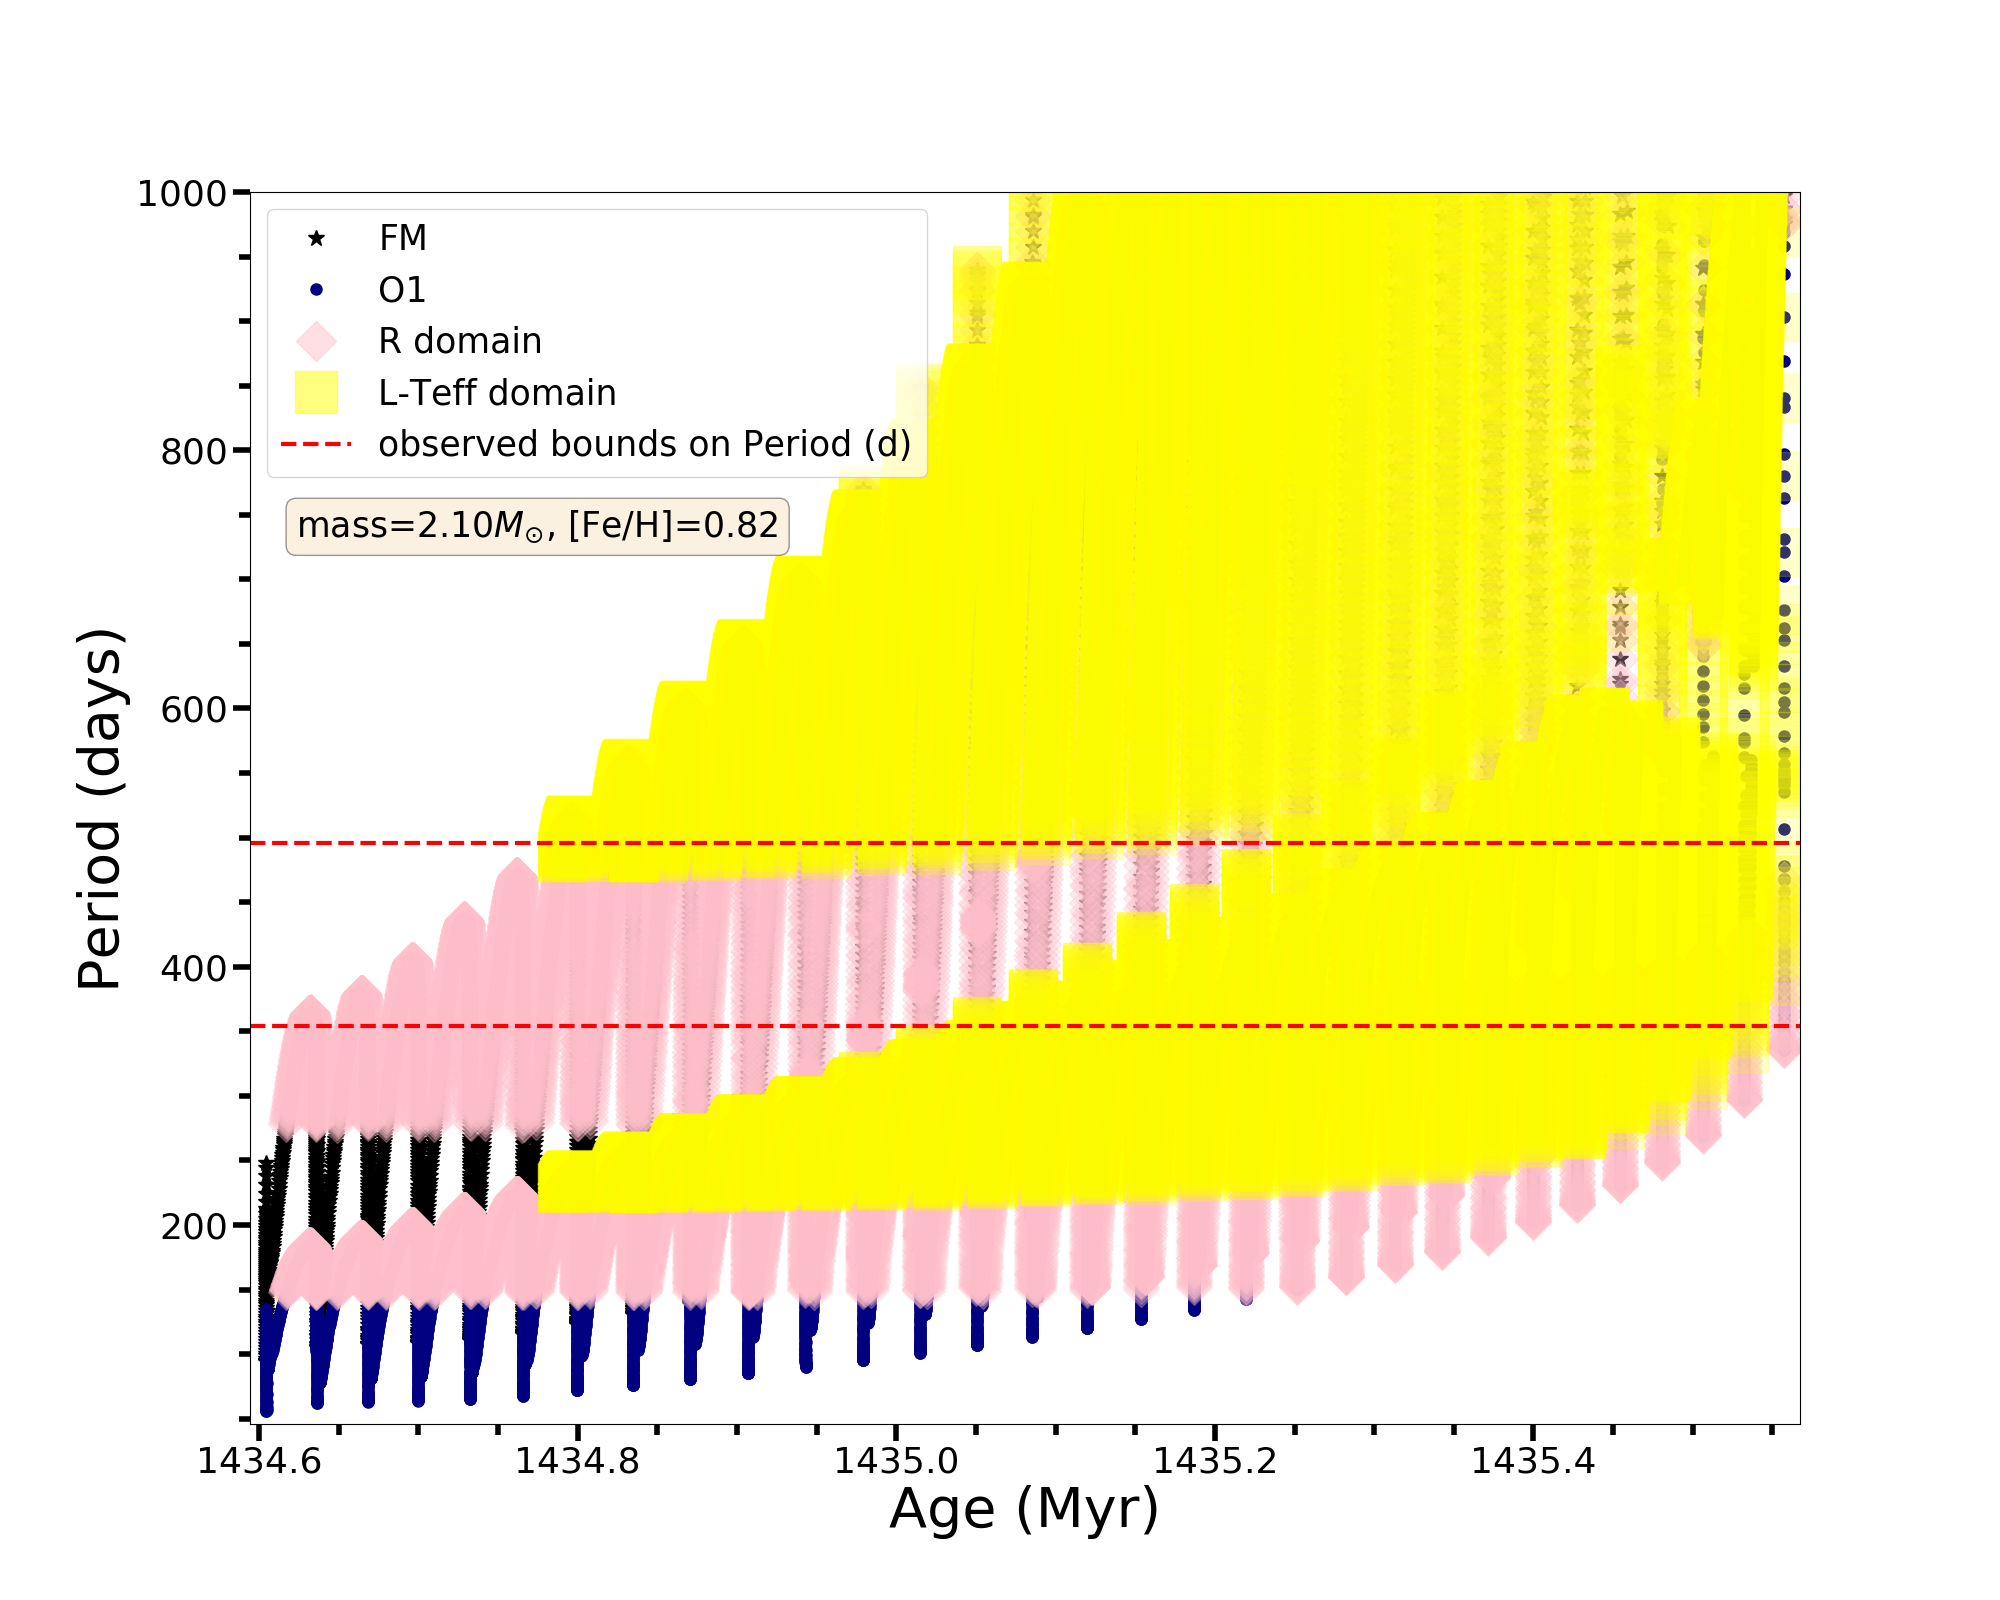 1000
800
600
400
200
Period (days)
FM
O1
R domain
L-Teff domain
observed bounds on Period (d)
mass=2.10M⊙, [Fe/H]=0.82
1434.6 1434.8 1435.0 1435.2 1435.4
Age (Myr)